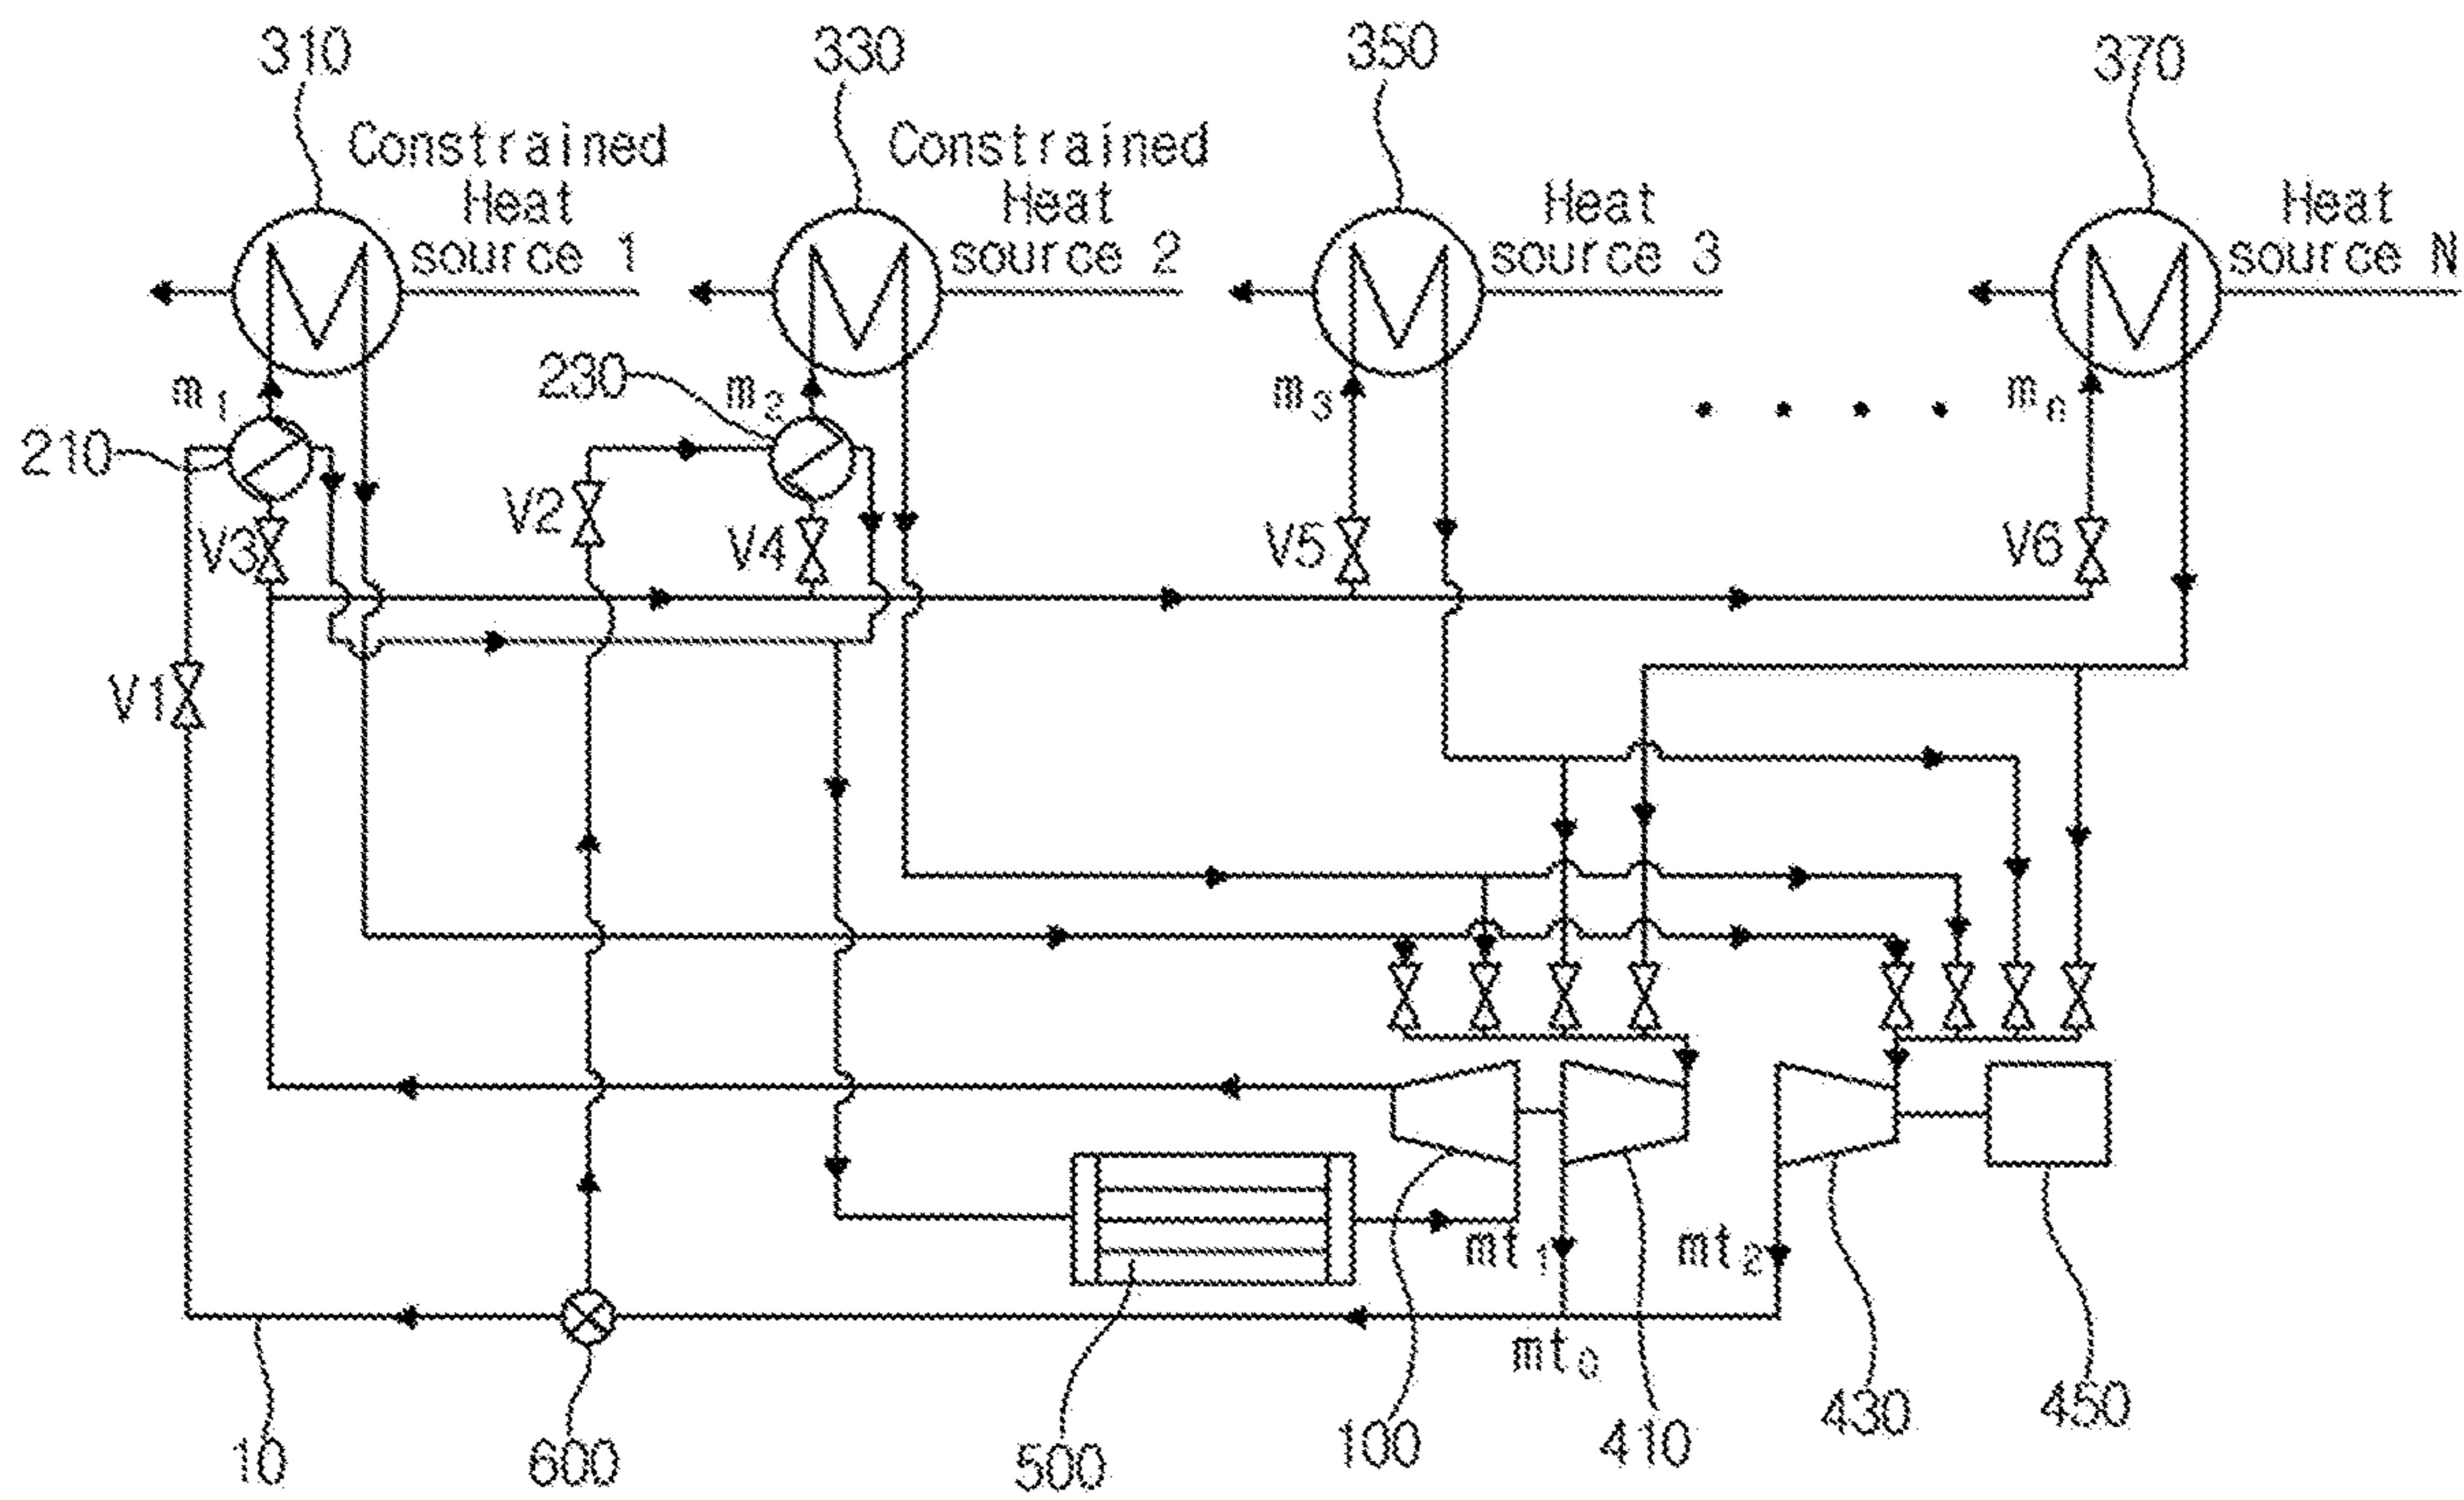 310
330
350
370
Constrained
Heat
source 1
Constrained
Heat
source 2
Heat
source 3
Heat
source N
m1
230
m2
m3
mn
210
V3
V2
V4
V5
V6
V1
mt1
mt2
mt0
10
600
500
100
410
430
450